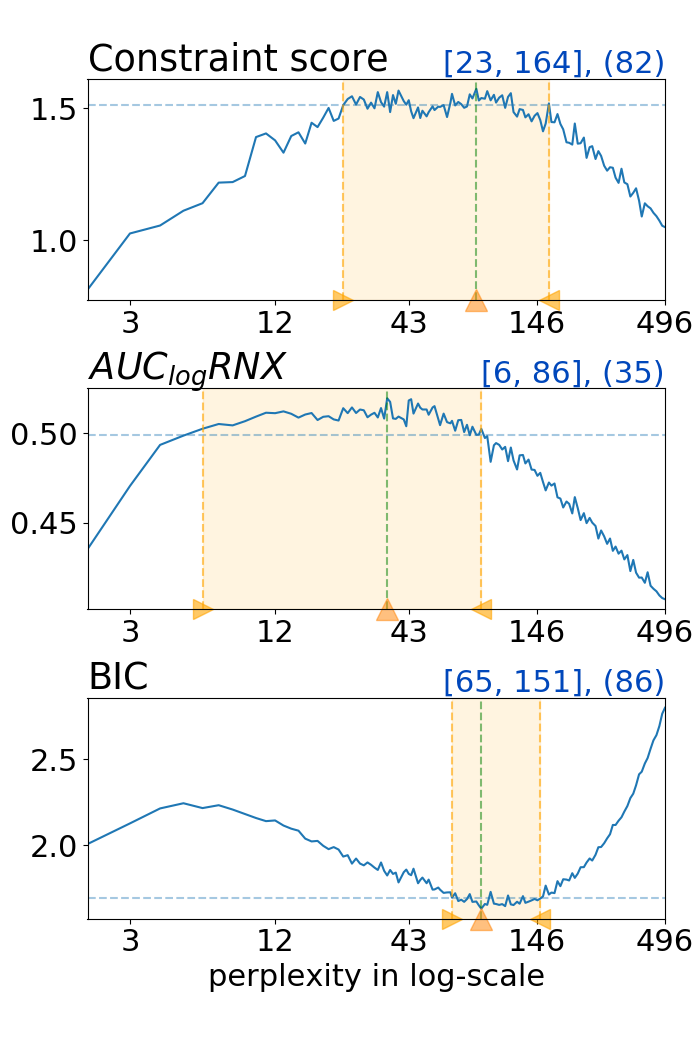 Constraint score [23, 164], (82)
1.5
1.0
3 12 43 146 496
AUC_logRNX [6, 86], (35)
0.50
0.45
3 12 43 146 496
BIC [65, 151], (86)
2.5
2.0
3 12 43 146 496
perplexity in log-scale